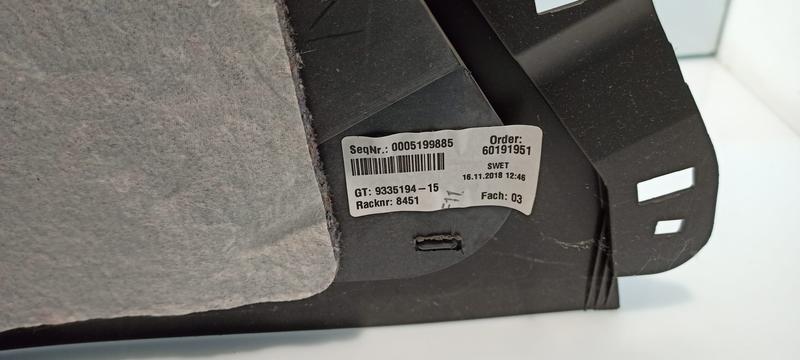 SeqNr.: 0005199885
Order:
60191951
SWET
16.11.2018 12:46
GT: 9335194-15
Racknr: 8451
Fach: 03